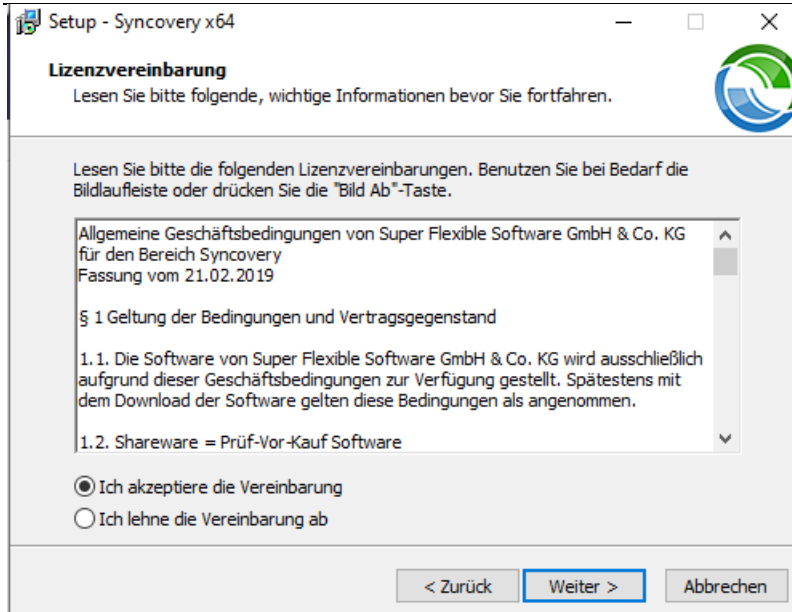 Setup - Syncovery x64
Lizenzvereinbarung
Lesen Sie bitte folgende, wichtige Informationen bevor Sie fortfahren.
Lesen Sie bitte die folgenden Lizenzvereinbarungen. Benutzen Sie bei Bedarf die
Bildlaufleiste oder drücken Sie die "Bild Ab"-Taste.
Allgemeine Geschäftsbedingungen von Super Flexible Software GmbH & Co. KG
für den Bereich Syncovery
Fassung vom 21.02.2019
§ 1 Geltung der Bedingungen und Vertragsgegenstand
1.1. Die Software von Super Flexible Software GmbH & Co. KG wird ausschließlich
aufgrund dieser Geschäftsbedingungen zur Verfügung gestellt. Spätestens mit
dem Download der Software gelten diese Bedingungen als angenommen.
1.2. Shareware = Prüf-Vor-Kauf Software
Ich akzeptiere die Vereinbarung
Ich lehne die Vereinbarung ab
< Zurück
Weiter >
Abbrechen